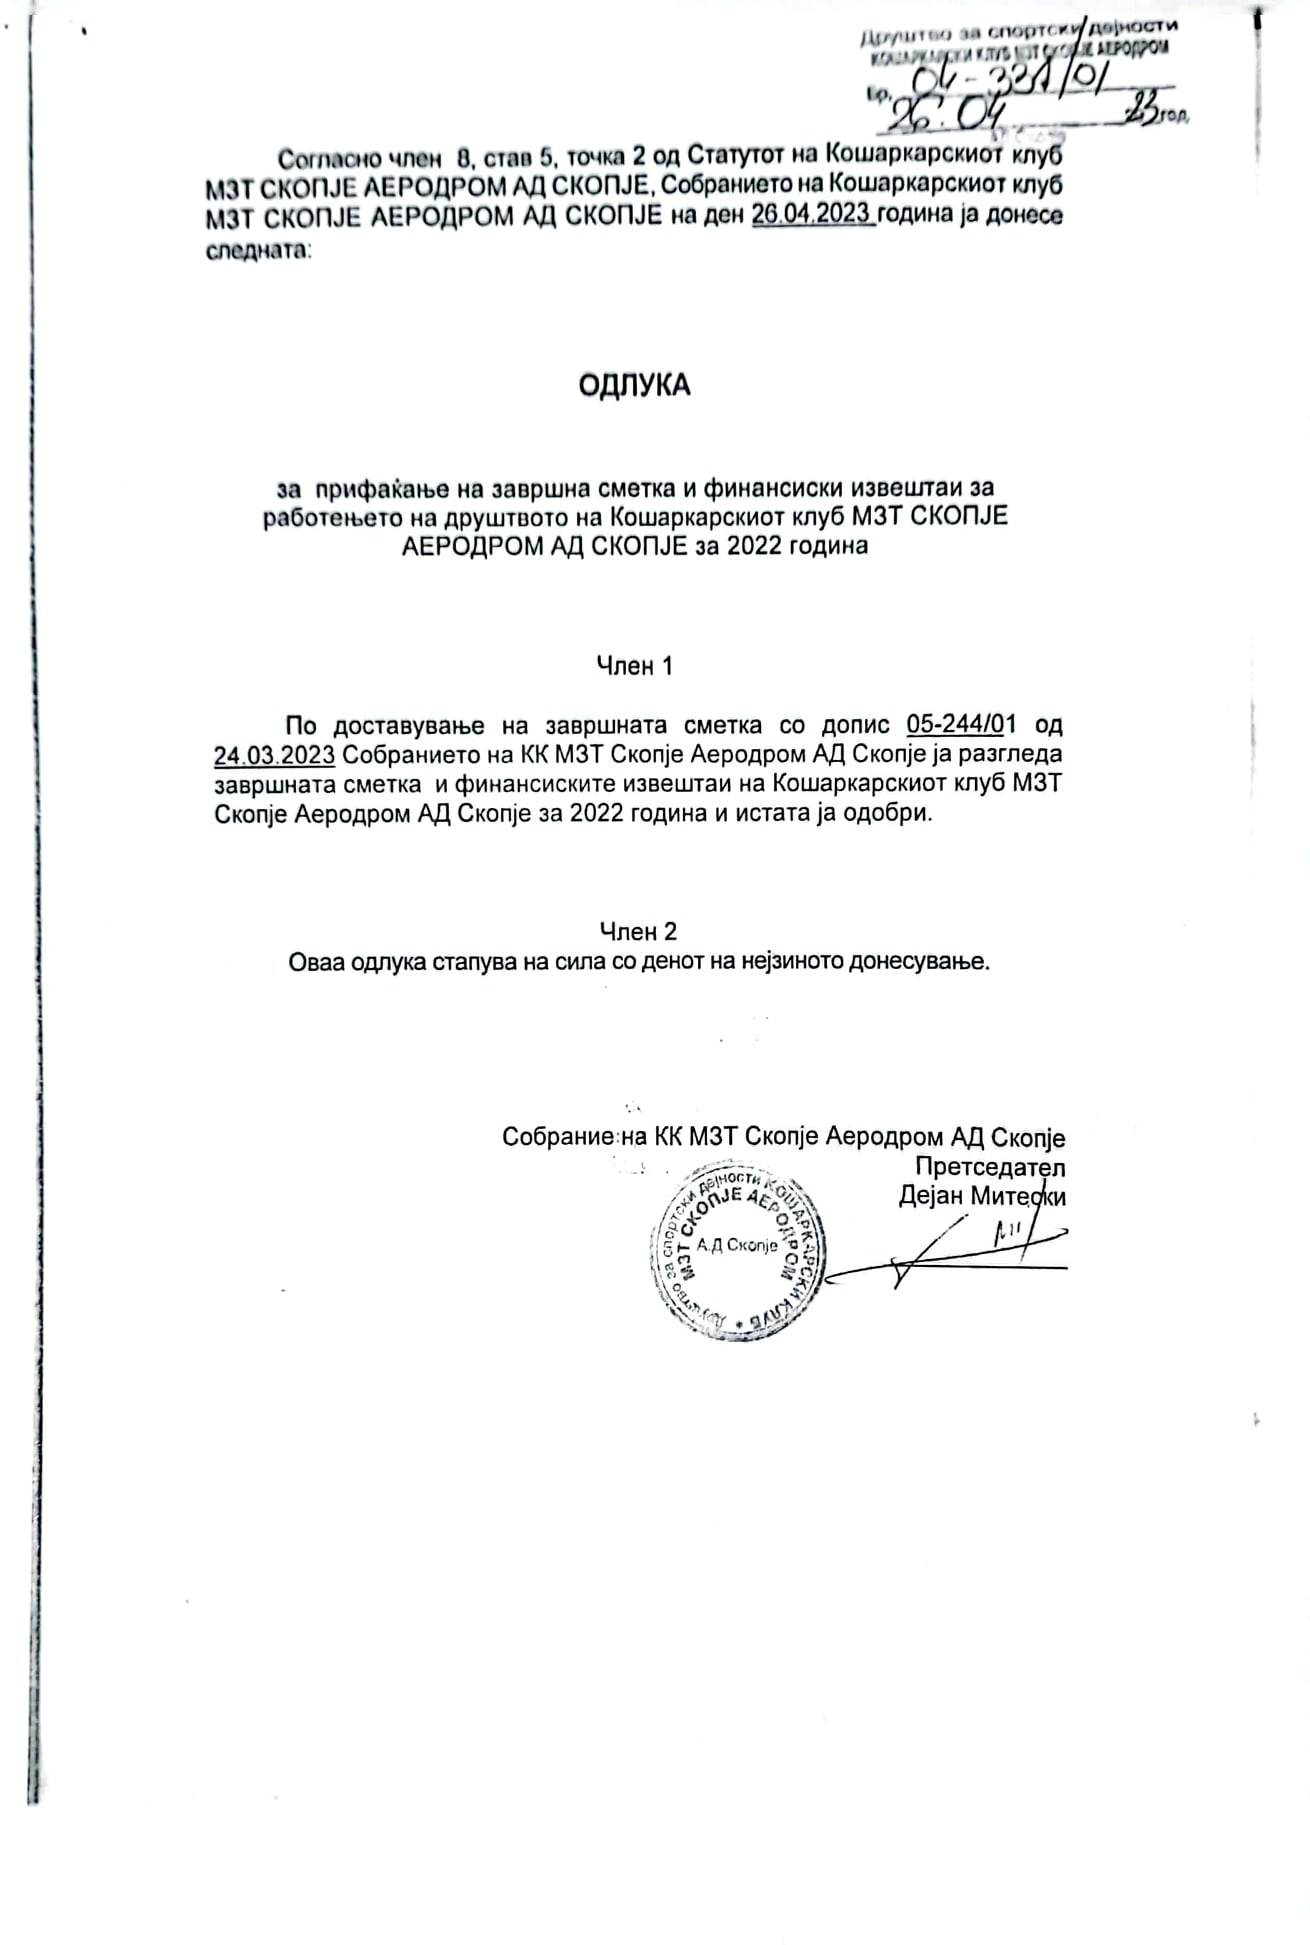 Друштво за спортски дејности
КОШАРКАРСКИ КЛУБ МЗТ СКОПЈЕ АЕРОДРОМ
Бр. 04-331/01
26.04 23 год.
Согласно член 8, став 5, точка 2 од Статутот на Кошаркарскиот клуб
МЗТ СКОПЈЕ АЕРОДРОМ АД СКОПЈЕ, Собранието на Кошаркарскиот клуб
МЗТ СКОПЈЕ АЕРОДРОМ АД СКОПЈЕ на ден 26.04.2023 година ја донесе
следната:
ОДЛУКА
за прифаќање на завршна сметка и финансиски извештаи за
работењето на друштвото на Кошаркарскиот клуб МЗТ СКОПЈЕ
АЕРОДРОМ АД СКОПЈЕ за 2022 година
Член 1
По доставување на завршната сметка со допис 05-244/01 од
24.03.2023 Собранието на КК МЗТ Скопје Аеродром АД Скопје ја разгледа
завршната сметка и финансиските извештаи на Кошаркарскиот клуб МЗТ
Скопје Аеродром АД Скопје за 2022 година и истата ја одобри.
Член 2
Оваа одлука стапува на сила со денот на нејзиното донесување.
Собрание на КК МЗТ Скопје Аеродром АД Скопје
Претседател
Дејан Митески
Друштво за спортски дејности КОШАРКАРСКИ КЛУБ *
МЗТ СКОПЈЕ АЕРОДРОМ
А.Д Скопје